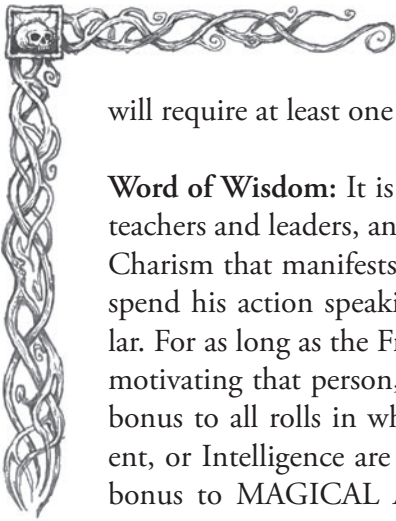 will require at least one
Word of Wisdom: It is
teachers and leaders, an
Charism that manifests
spend his action speaki
lar. For as long as the Fr
motivating that person,
bonus to all rolls in wh
ent, or Intelligence are
bonus to MAGICAL A